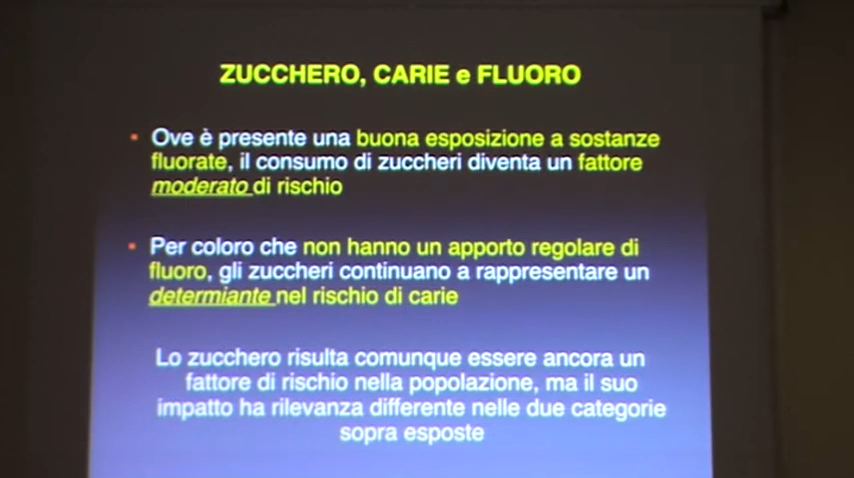 ZUCCHERO, CARIE e FLUORO
• Ove è presente una buona esposizione a sostanze
fluorate, il consumo di zuccheri diventa un fattore
moderato di rischio
• Per coloro che non hanno un apporto regolare di
fluoro, gli zuccheri continuano a rappresentare un
determiante nel rischio di carie
Lo zucchero risulta comunque essere ancora un
fattore di rischio nella popolazione, ma il suo
impatto ha rilevanza differente nelle due categorie
sopra esposte